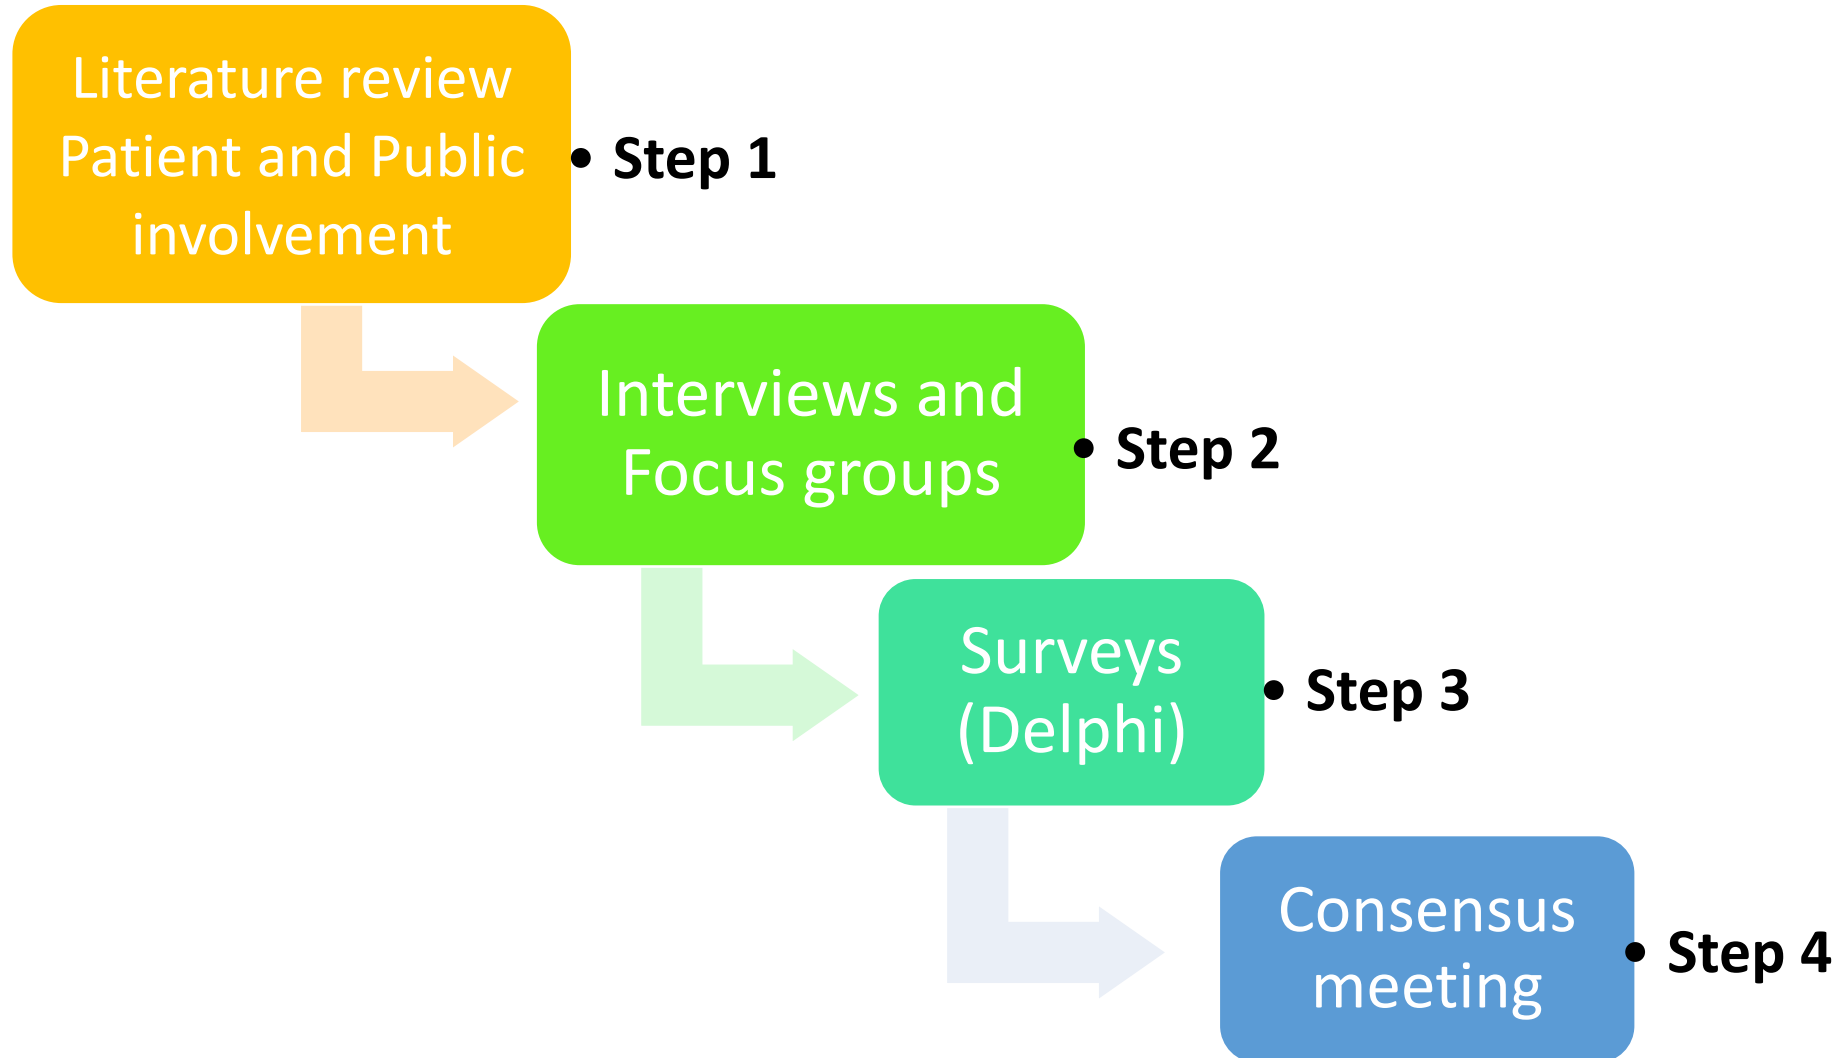 Literature review
Patient and Public
involvement
• Step 1
Interviews and
Focus groups
• Step 2
Surveys
(Delphi)
• Step 3
Consensus
meeting
• Step 4